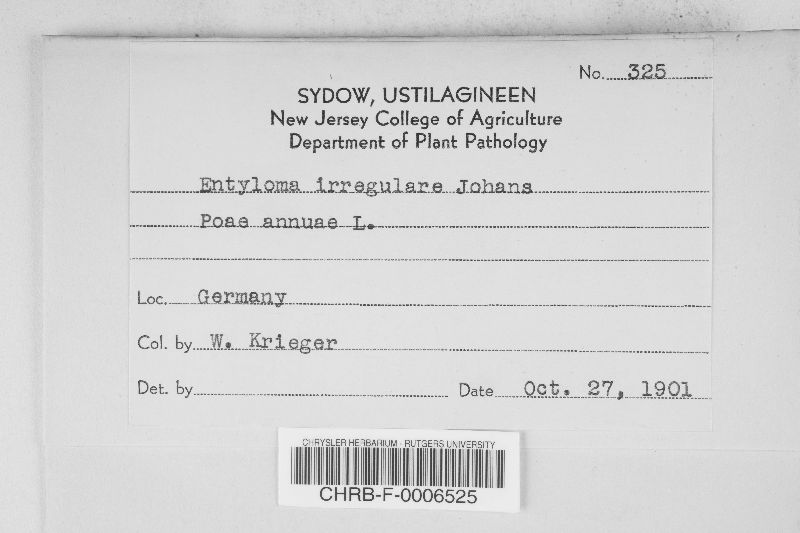 No. 325
SYDOW, USTILAGINEEN
New Jersey College of Agriculture
Department of Plant Pathology
Entyloma irregulare Johans
Poae annuae L.
Loc. Germany
Col. by W. Krieger
Det. by Date Oct. 27, 1901
CHRYSLER HERBARIUM - RUTGERS UNIVERSITY
CHRB-F-0006525